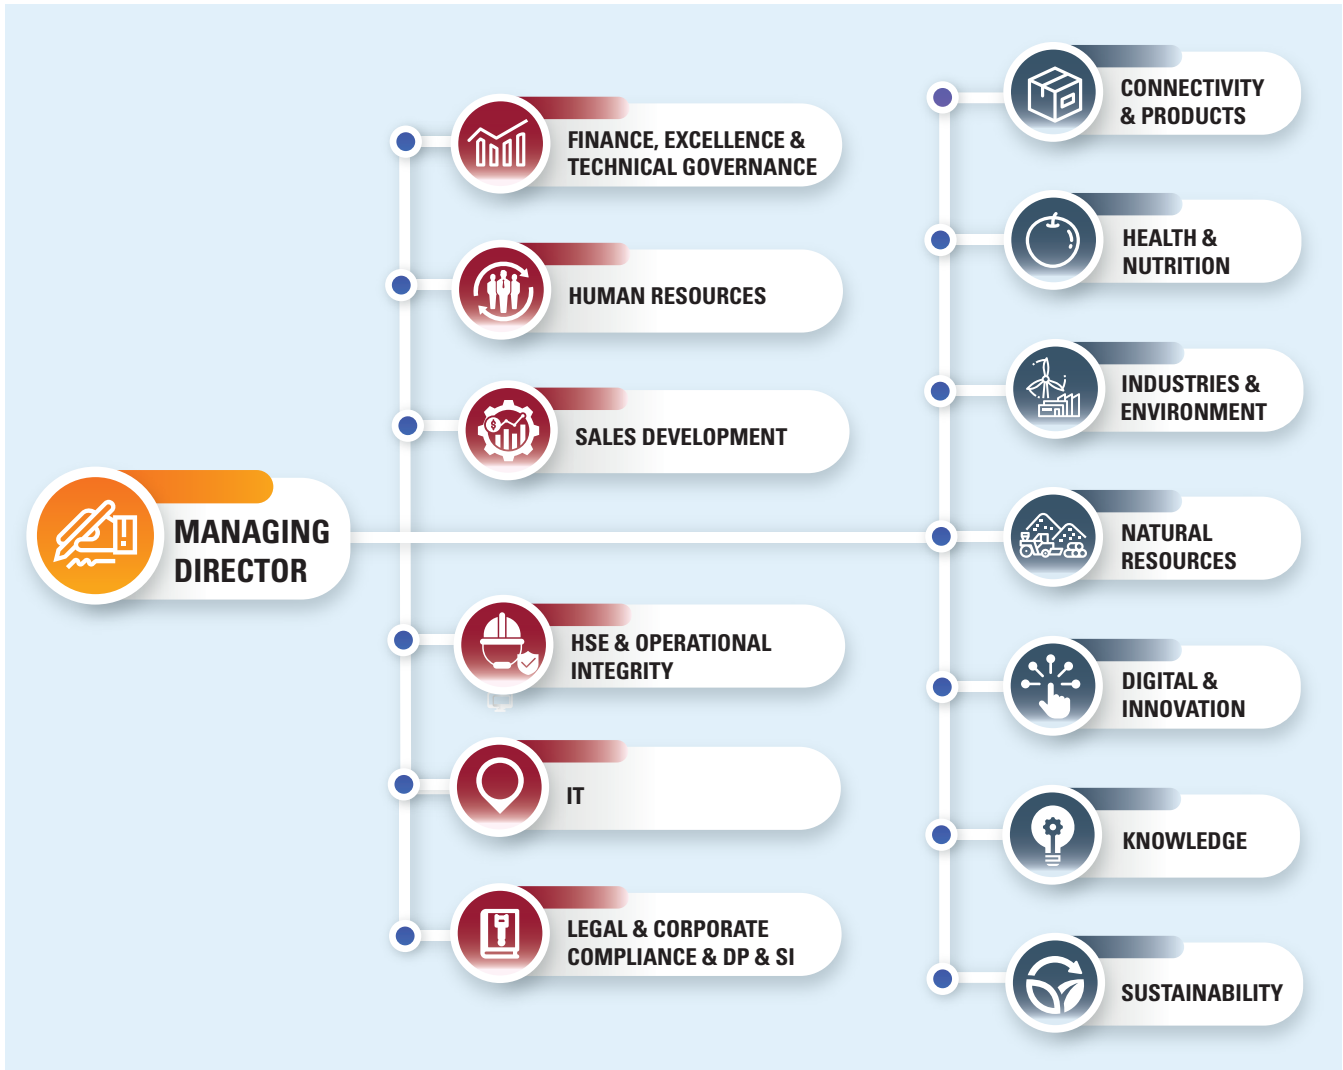 MANAGING
DIRECTOR
FINANCE, EXCELLENCE &
TECHNICAL GOVERNANCE
HUMAN RESOURCES
SALES DEVELOPMENT
HSE & OPERATIONAL
INTEGRITY
IT
LEGAL & CORPORATE
COMPLIANCE & DP & SI
CONNECTIVITY
& PRODUCTS
HEALTH &
NUTRITION
INDUSTRIES &
ENVIRONMENT
NATURAL
RESOURCES
DIGITAL &
INNOVATION
KNOWLEDGE
SUSTAINABILITY